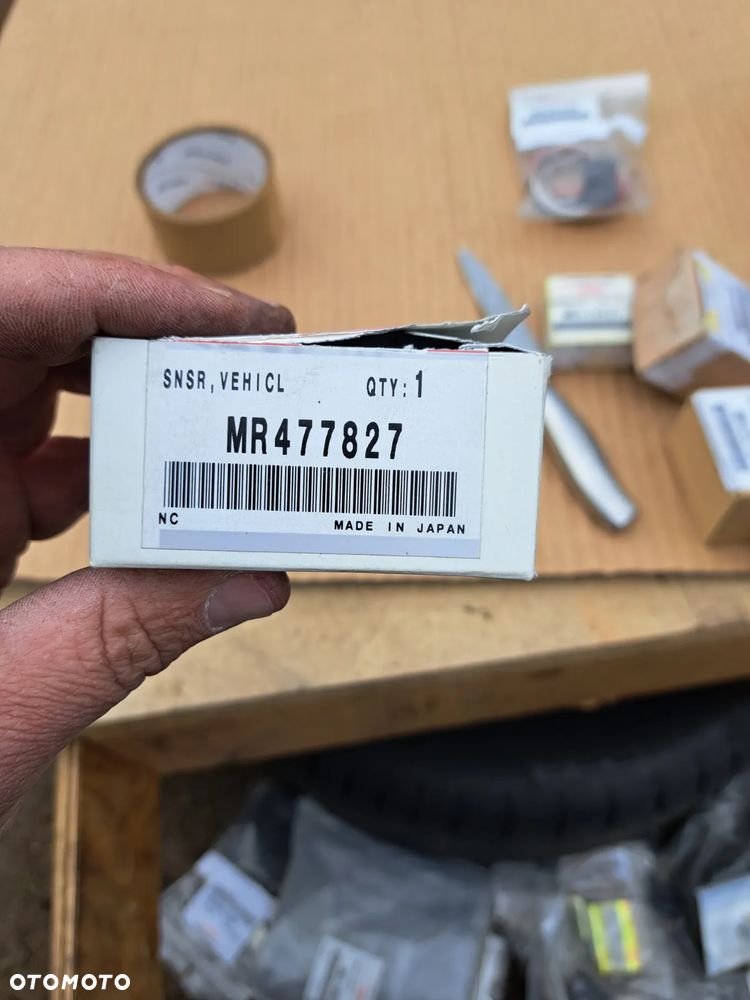 SNSR,VEHICL QTY:1
MR477827
NC MADE IN JAPAN
OTOMOTO